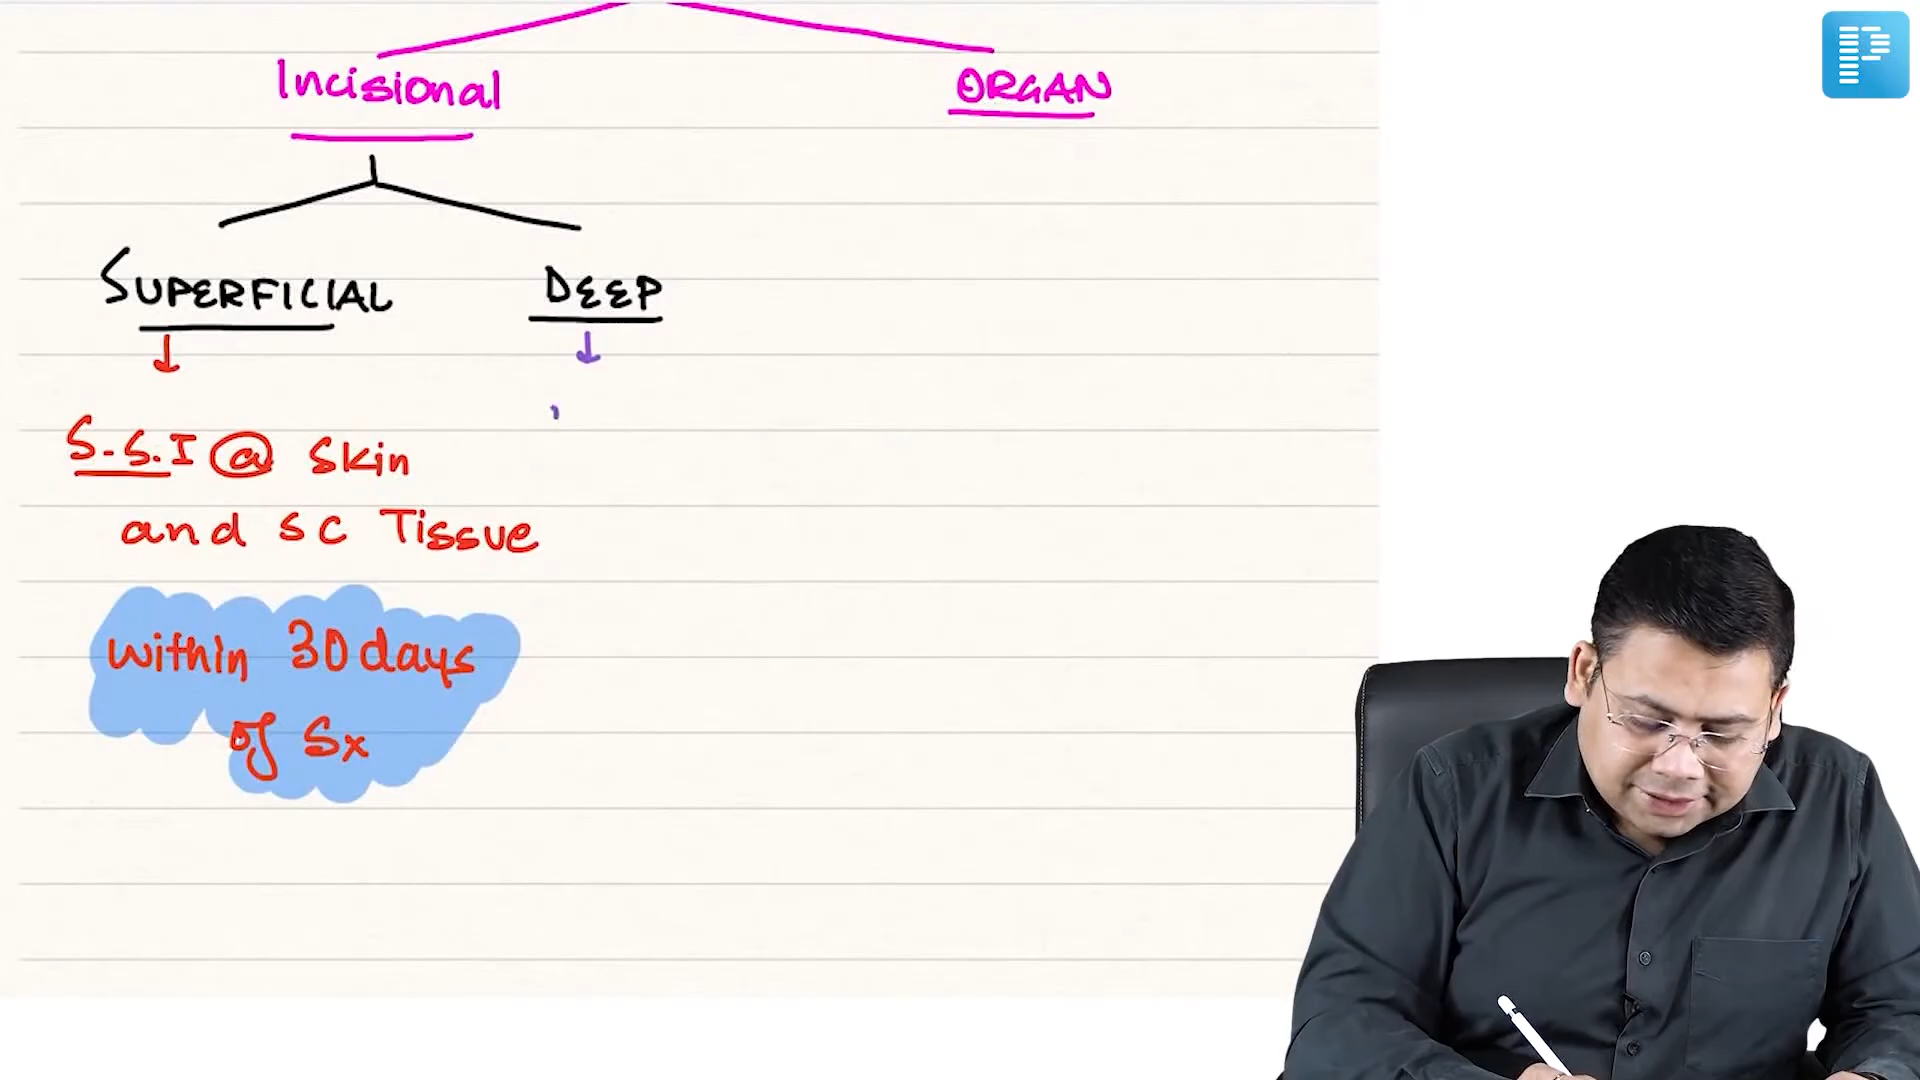 Incisional
ORGAN
SUPERFICIAL
DEEP
S.S.I @ Skin
and SC Tissue
within 30 days
of Sx